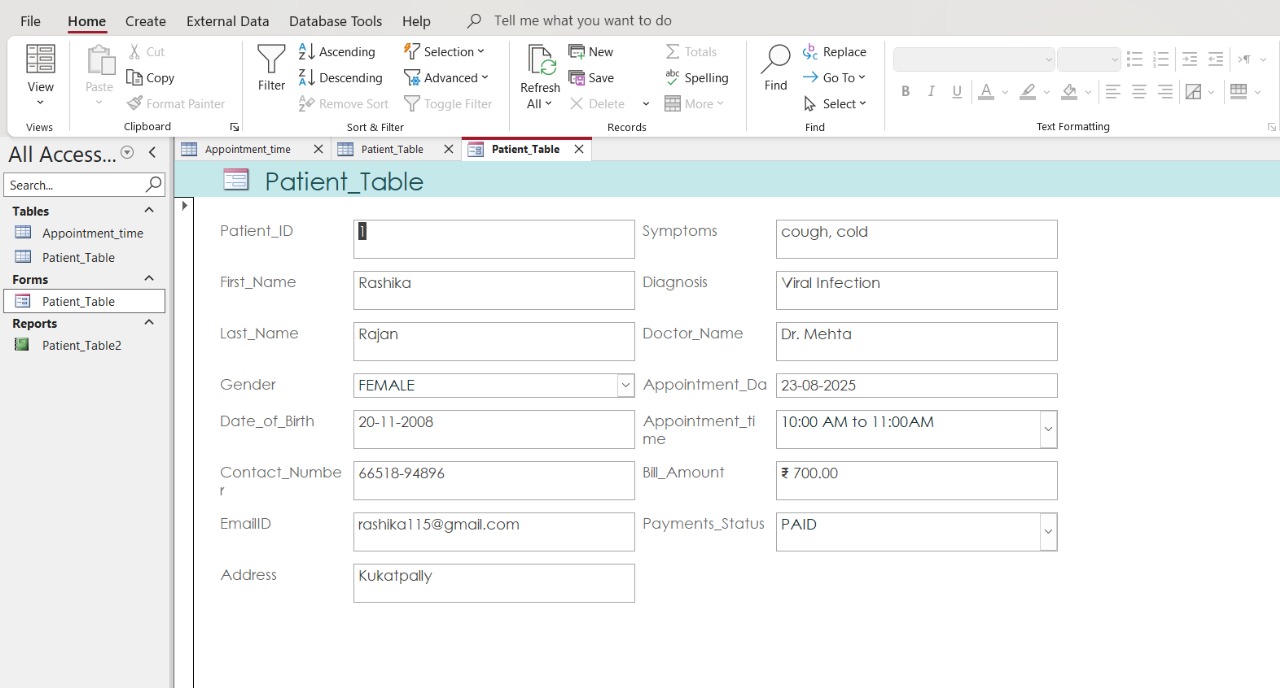 File Home Create External Data Database Tools Help Tell me what you want to do
View
Views
Paste
Cut
Copy
Format Painter
Clipboard
Filter
Ascending
Descending
Remove Sort
Selection
Advanced
Toggle Filter
Sort & Filter
Refresh
All
New
Save
Delete
Totals
Spelling
More
Records
Find
Replace
Go To
Select
Find
B I U A
Text Formatting
All Access...
Search...
Tables
Appointment_time
Patient_Table
Forms
Patient_Table
Reports
Patient_Table2
Appointment_time Patient_Table Patient_Table
Patient_Table
Patient_ID 1
First_Name Rashika
Last_Name Rajan
Gender FEMALE
Date_of_Birth 20-11-2008
Contact_Numbe 66518-94896
r
EmailID rashika115@gmail.com
Address Kukatpally
Symptoms cough, cold
Diagnosis Viral Infection
Doctor_Name Dr. Mehta
Appointment_Da 23-08-2025
Appointment_ti 10:00 AM to 11:00AM
me
Bill_Amount ₹ 700.00
Payments_Status PAID